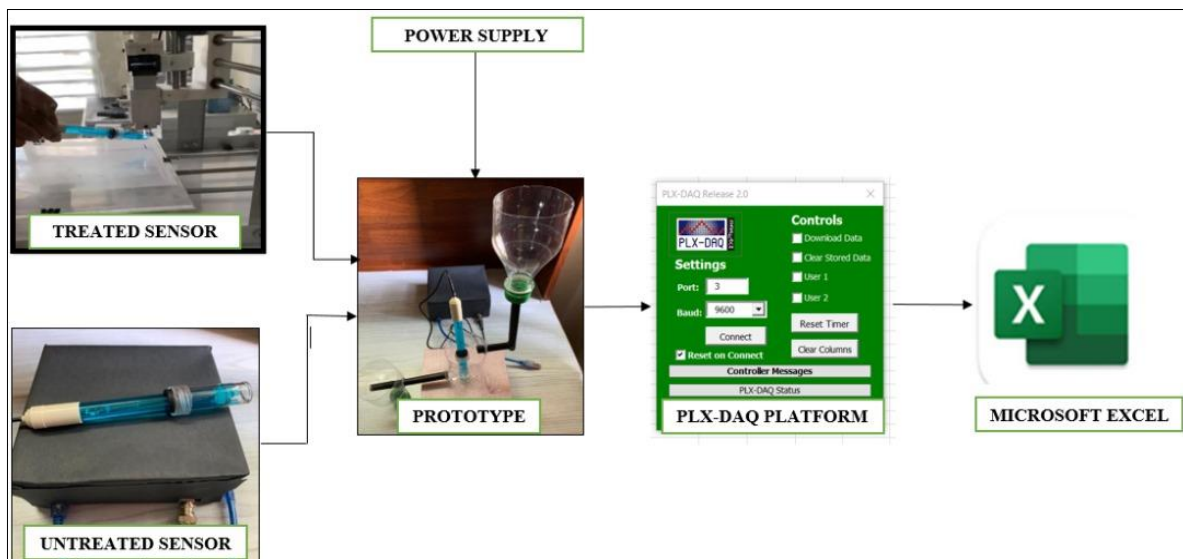 POWER SUPPLY
TREATED SENSOR
UNTREATED SENSOR
PROTOTYPE
PLX-DAQ Release 2.0
PLX-DAQ
Settings
Port:
3
Baud:
9600
Connect
Reset on Connect
Controls
Download Data
Clear Stored Data
User 1
User 2
Reset Timer
Clear Columns
Controller Messages
PLX-DAQ Status
PLX-DAQ PLATFORM
X
MICROSOFT EXCEL